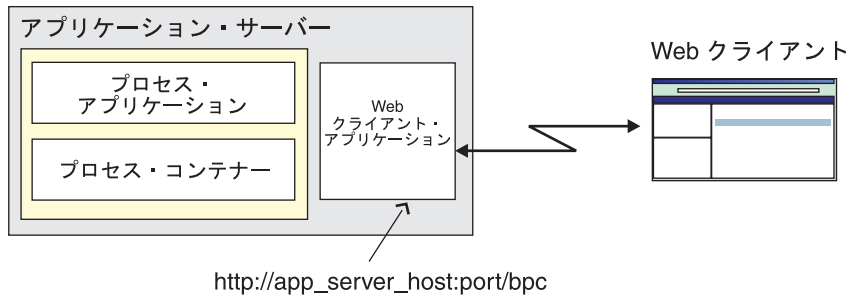 アプリケーション・サーバー
プロセス・
アプリケーション
プロセス・コンテナー
Web
クライアント・
アプリケーション
Web クライアント
http://app_server_host:port/bpc